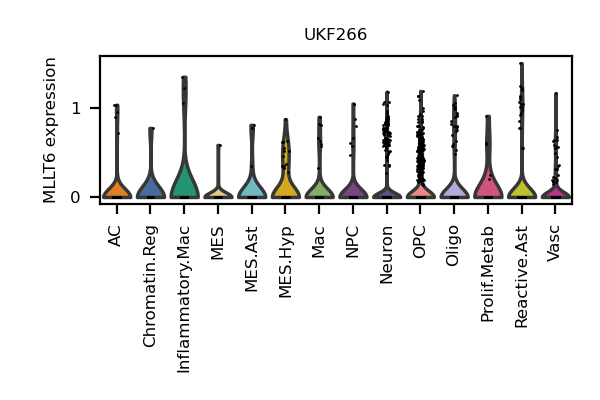 UKF266
MLLT6 expression
1
0
AC
Chromatin.Reg
Inflammatory.Mac
MES
MES.Ast
MES.Hyp
Mac
NPC
Neuron
OPC
Oligo
Prolif.Metab
Reactive.Ast
Vasc